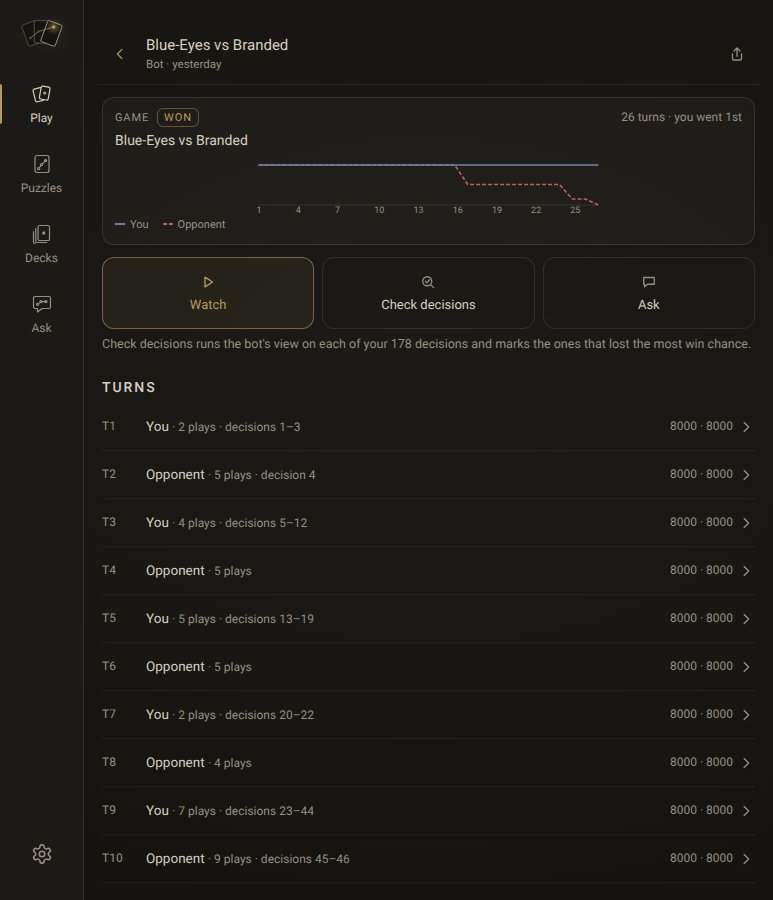 Blue-Eyes vs Branded
Bot · yesterday
Play
Puzzles
Decks
Ask
GAME WON 26 turns · you went 1st
Blue-Eyes vs Branded
1 4 7 10 13 16 19 22 25
You Opponent
Watch
Check decisions
Ask
Check decisions runs the bot's view on each of your 178 decisions and marks the ones that lost the most win chance.
TURNS
T1 You · 2 plays · decisions 1–3 8000 · 8000
T2 Opponent · 5 plays · decision 4 8000 · 8000
T3 You · 4 plays · decisions 5–12 8000 · 8000
T4 Opponent · 5 plays 8000 · 8000
T5 You · 5 plays · decisions 13–19 8000 · 8000
T6 Opponent · 5 plays 8000 · 8000
T7 You · 2 plays · decisions 20–22 8000 · 8000
T8 Opponent · 4 plays 8000 · 8000
T9 You · 7 plays · decisions 23–44 8000 · 8000
T10 Opponent · 9 plays · decisions 45–46 8000 · 8000